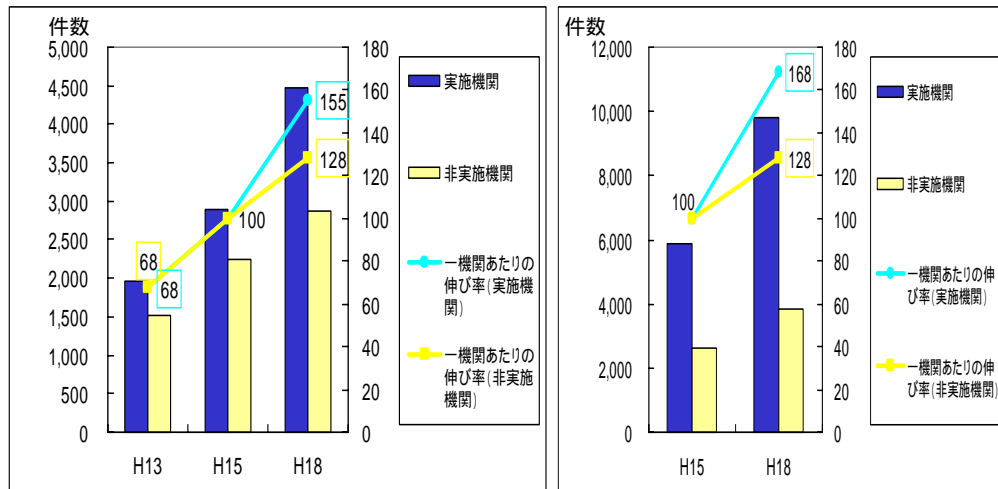 件数
5,000
4,500
4,000
3,500
3,000
2,500
2,000
1,500
1,000
500
0
180
160
140
120
100
80
60
40
20
0
68
68
100
155
128
H13
H15
H18
実施機関
非実施機関
一機関あたりの
伸び率(実施機
関)
一機関あたりの
伸び率(非実施
機関)
件数
12,000
10,000
8,000
6,000
4,000
2,000
0
180
160
140
120
100
80
60
40
20
0
100
168
128
H15
H18
実施機関
非実施機関
一機関あたりの伸
び率(実施機関)
一機関あたりの伸
び率(非実施機関)